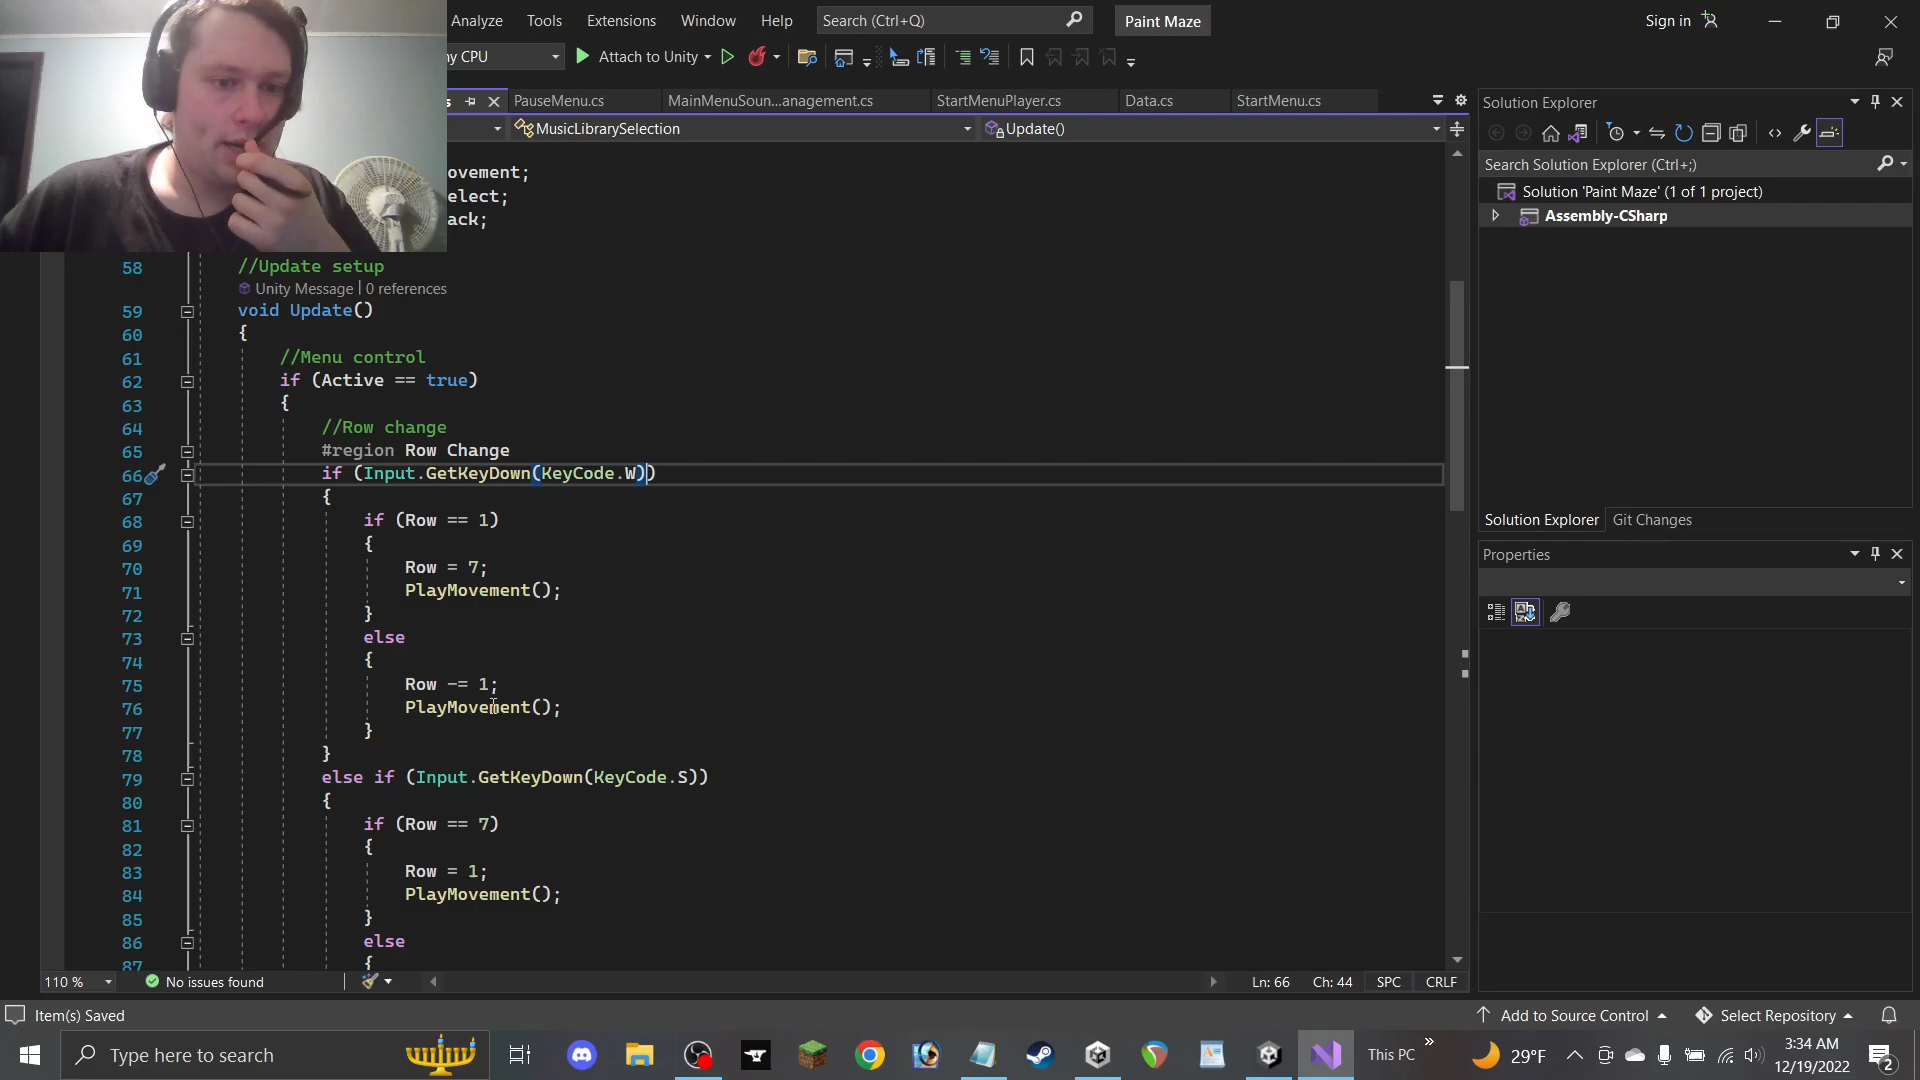 Analyze Tools Extensions Window Help Search (Ctrl+Q) Paint Maze Sign in
ny CPU Attach to Unity
s PauseMenu.cs MainMenuSoun...anagement.cs StartMenuPlayer.cs Data.cs StartMenu.cs
MusicLibrarySelection Update()
ovement;
elect;
ack;
58 //Update setup
Unity Message | 0 references
59 void Update()
60 {
61 //Menu control
62 if (Active == true)
63 {
64 //Row change
65 #region Row Change
66 if (Input.GetKeyDown(KeyCode.W))
67 {
68 if (Row == 1)
69 {
70 Row = 7;
71 PlayMovement();
72 }
73 else
74 {
75 Row -= 1;
76 PlayMovement();
77 }
78 }
79 else if (Input.GetKeyDown(KeyCode.S))
80 {
81 if (Row == 7)
82 {
83 Row = 1;
84 PlayMovement();
85 }
86 else
87 {
110 % No issues found Ln: 66 Ch: 44 SPC CRLF
Solution Explorer
Search Solution Explorer (Ctrl+;)
Solution 'Paint Maze' (1 of 1 project)
Assembly-CSharp
Solution Explorer Git Changes
Properties
Item(s) Saved Add to Source Control Select Repository
Type here to search This PC 29°F 3:34 AM
12/19/2022 2